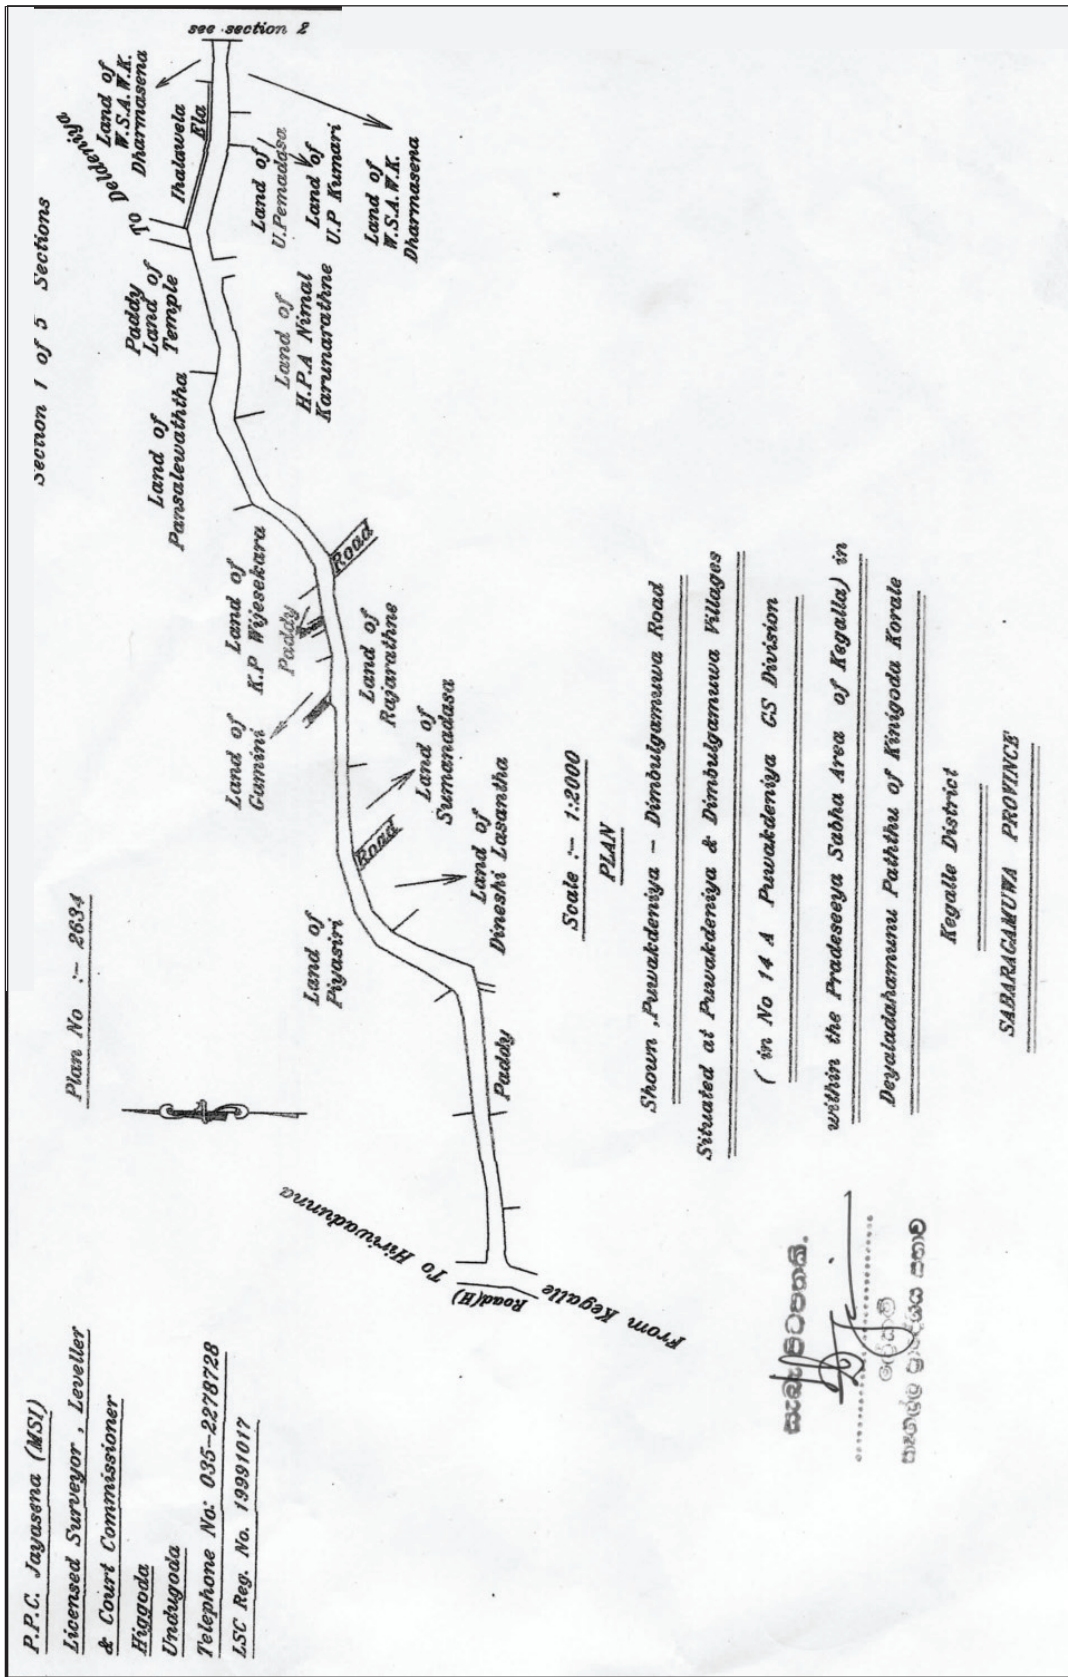 P.P.C. Jayasena (MSI)
Licensed Surveyor , Leveller
& Court Commissioner
Higgoda
Undugoda
Telephone No: 035-2278728
LSC Reg. No. 19991017
Plan No :- 2634
Section 1 of 5 Sections
From Kegalle
Road(H)
To Hiriwadunna
Paddy
Land of
Piyasiri
Land of
Dineshi Lasantha
Road
Land of
Sumanadasa
Land of
Gamini
Land of
Rajarathne
Land of
K.P Wijesekara
Paddy
Road
Land of
Pansalewaththa
Paddy
Land of
Temple
Land of
H.P.A Nimal
Karunarathne
To Deldeniya
Ihalawela
Ela
Land of
W.S.A.W.K.
Dharmasena
Land of
U.Pemadasa
Land of
U.P Kumari
Land of
W.S.A.W.K.
Dharmasena
see section 2
Scale :- 1:2000
PLAN
Shown ,Puwakdeniya - Dimbulgamuwa Road
Situated at Puwakdeniya & Dimbulgamuwa Villages
( in No 14 A Puwakdeniya GS Division
within the Pradeseeya Sabha Area of Kegalla) in
Deyaladahamunu Paththu of Kinigoda Korale
Kegalle District
SABARAGAMUWA PROVINCE
සැබෑ පිටපතකි.
ලේකම්